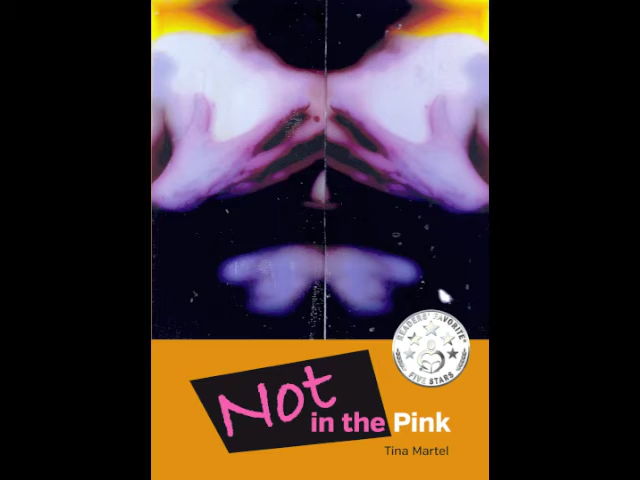 READERS' FAVORITE
FIVE STARS
Not
in the Pink
Tina Martel